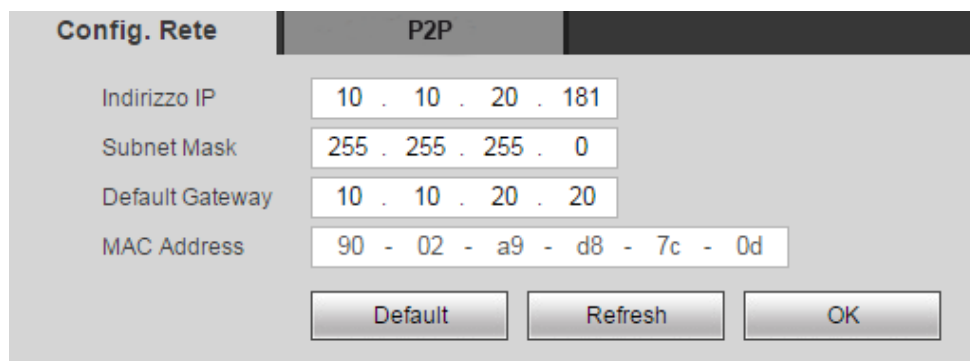 Config. Rete P2P
Indirizzo IP 10 . 10 . 20 . 181
Subnet Mask 255 . 255 . 255 . 0
Default Gateway 10 . 10 . 20 . 20
MAC Address 90 - 02 - a9 - d8 - 7c - 0d
Default Refresh OK